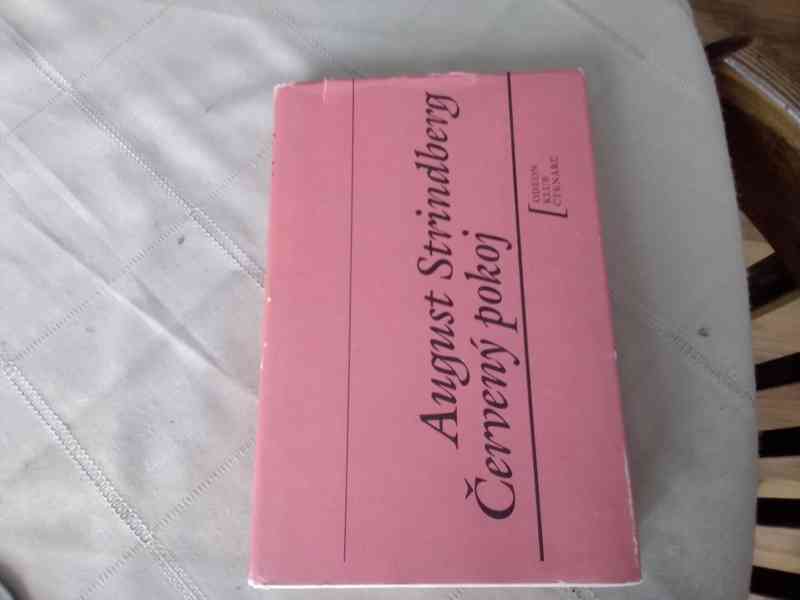 August Strindberg
Červený pokoj
ODEON
KLUB
ČTENÁŘŮ